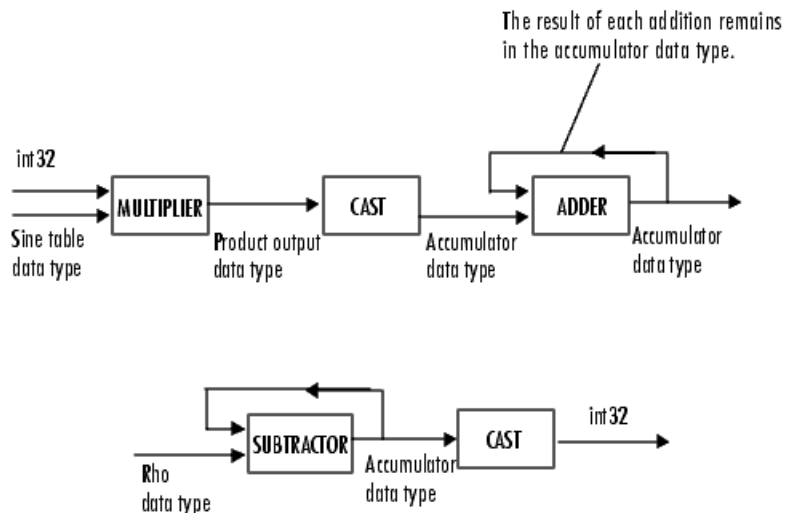 The result of each addition remains
in the accumulator data type.
int32
MULTIPLIER
CAST
ADDER
Sine table
data type
Product output
data type
Accumulator
data type
Accumulator
data type
SUBTRACTOR
CAST
int32
Rho
data type
Accumulator
data type